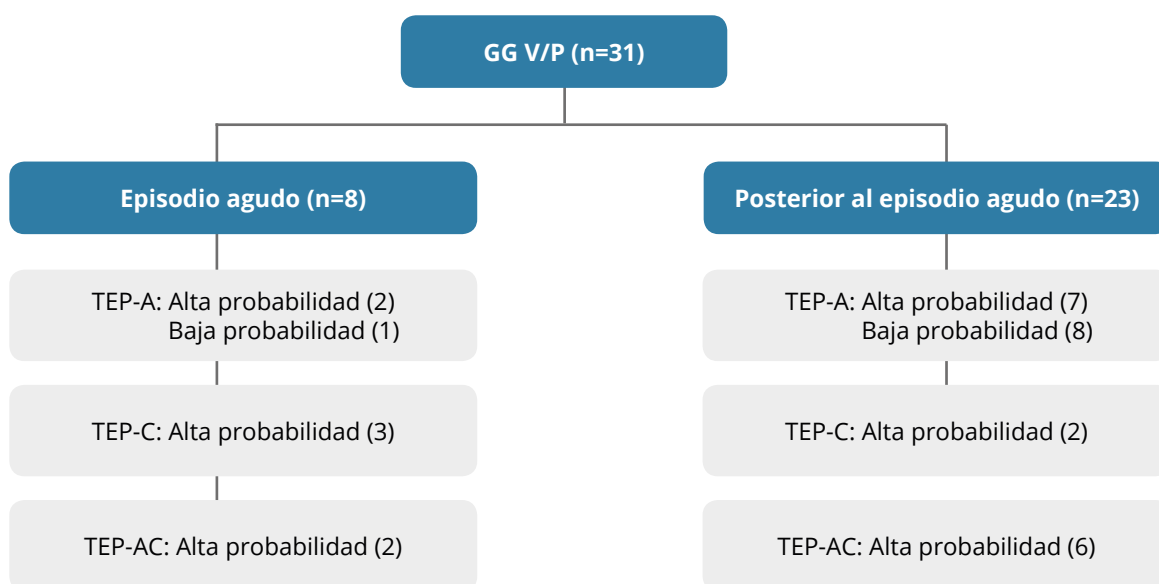 GG V/P (n=31)
Episodio agudo (n=8)
TEP-A: Alta probabilidad (2)
Baja probabilidad (1)
TEP-C: Alta probabilidad (3)
TEP-AC: Alta probabilidad (2)
Posterior al episodio agudo (n=23)
TEP-A: Alta probabilidad (7)
Baja probabilidad (8)
TEP-C: Alta probabilidad (2)
TEP-AC: Alta probabilidad (6)